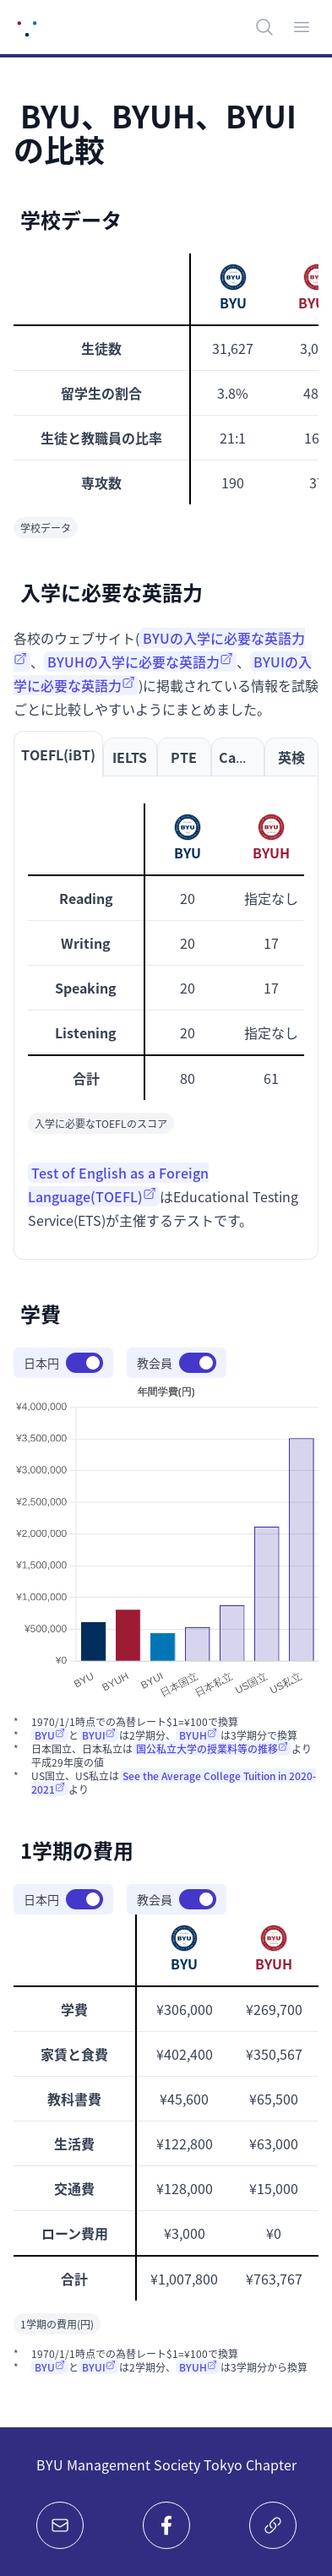 BYU、BYUH、BYUI
の比較
学校データ
BYU
生徒数 31,627
留学生の割合 3.8%
生徒と教職員の比率 21:1
専攻数 190
学校データ
入学に必要な英語力
各校のウェブサイト( BYUの入学に必要な英語力
、 BYUHの入学に必要な英語力 、 BYUIの入
学に必要な英語力 )に掲載されている情報を試験
ごとに比較しやすいようにまとめました。
TOEFL(iBT) IELTS PTE Ca... 英検
BYU BYUH
Reading 20 指定なし
Writing 20 17
Speaking 20 17
Listening 20 指定なし
合計 80 61
入学に必要なTOEFLのスコア
Test of English as a Foreign
Language(TOEFL) はEducational Testing
Service(ETS)が主催するテストです。
学費
日本円 教会員
年間学費(円)
¥4,000,000
¥3,500,000
¥3,000,000
¥2,500,000
¥2,000,000
¥1,500,000
¥1,000,000
¥500,000
¥0
BYU BYUH BYUI 日本国立 日本私立 US国立 US私立
* 1970/1/1時点での為替レート$1=¥100で換算
* BYU と BYUI は2学期分、 BYUH は3学期分で換算
* 日本国立、日本私立は 国公私立大学の授業料等の推移 より
平成29年度の値
* US国立、US私立は See the Average College Tuition in 2020-
2021 より
1学期の費用
日本円 教会員
BYU BYUH
学費 ¥306,000 ¥269,700
家賃と食費 ¥402,400 ¥350,567
教科書費 ¥45,600 ¥65,500
生活費 ¥122,800 ¥63,000
交通費 ¥128,000 ¥15,000
ローン費用 ¥3,000 ¥0
合計 ¥1,007,800 ¥763,767
1学期の費用(円)
* 1970/1/1時点での為替レート$1=¥100で換算
* BYU と BYUI は2学期分、 BYUH は3学期分から換算
BYU Management Society Tokyo Chapter